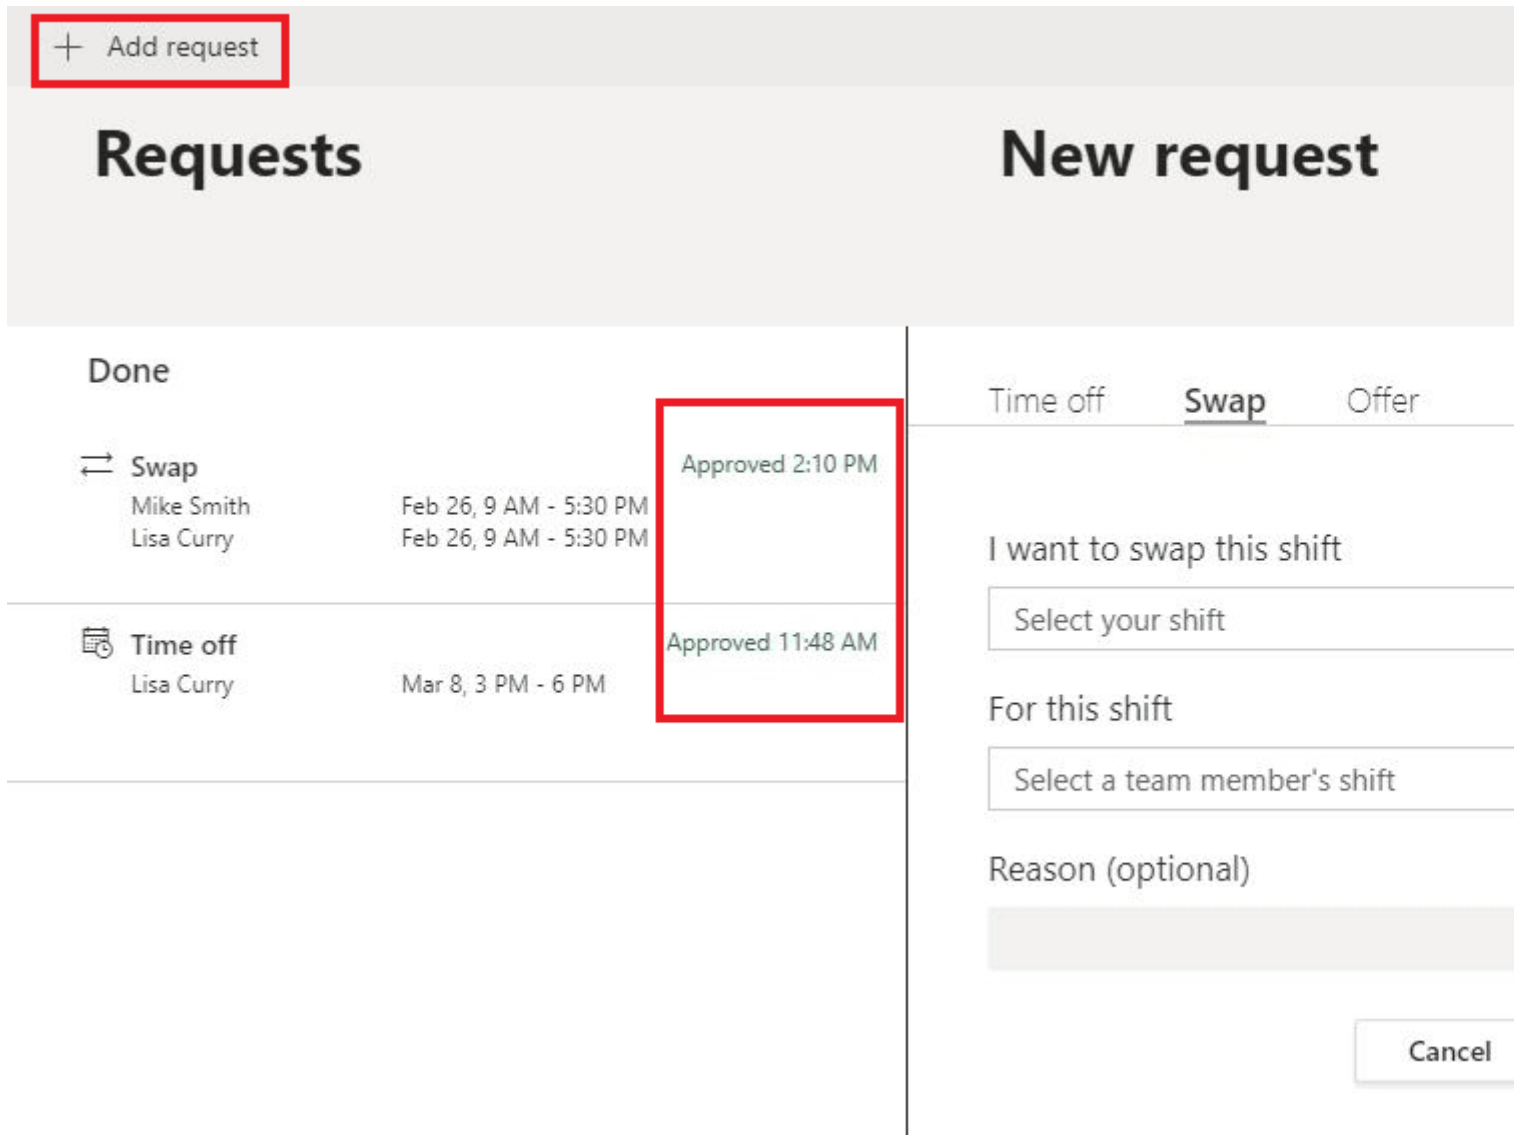 + Add request
Requests
New request
Done
Swap
Approved 2:10 PM
Mike Smith Feb 26, 9 AM - 5:30 PM
Lisa Curry Feb 26, 9 AM - 5:30 PM
Time off
Approved 11:48 AM
Lisa Curry Mar 8, 3 PM - 6 PM
Time off Swap Offer
I want to swap this shift
Select your shift
For this shift
Select a team member's shift
Reason (optional)
Cancel